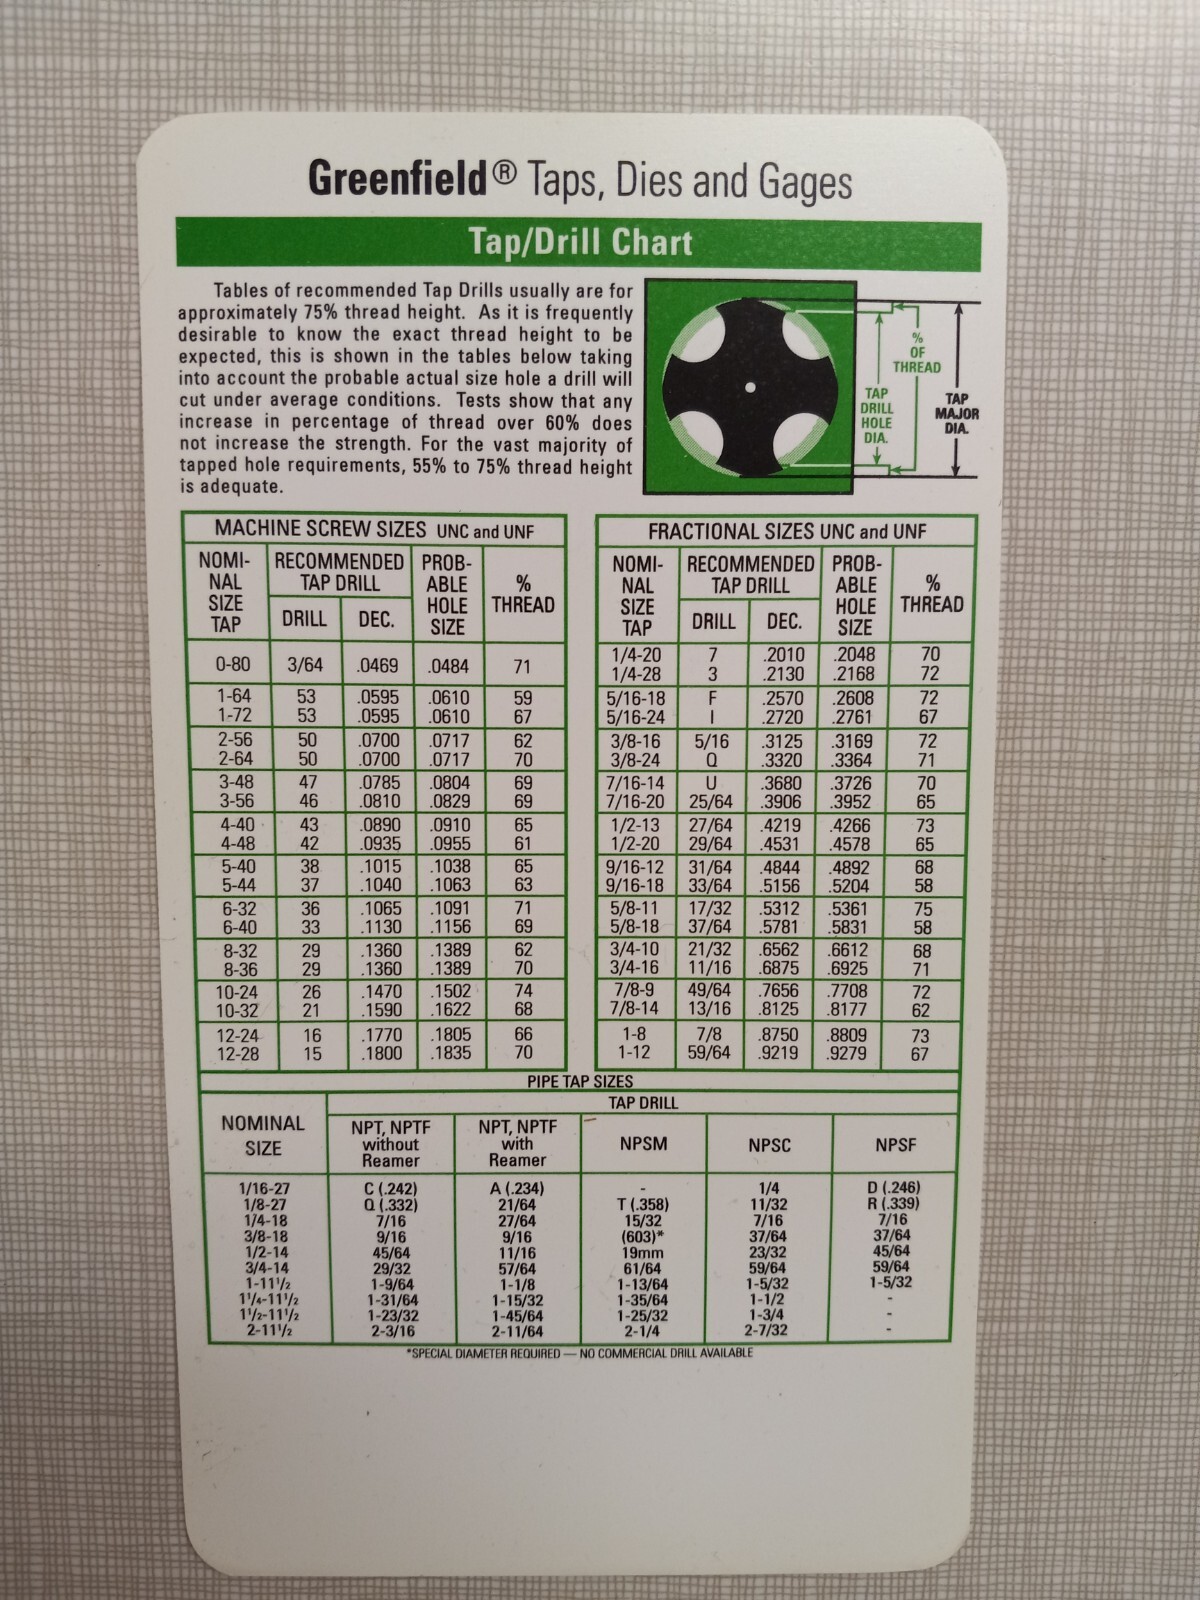 Greenfield® Taps, Dies and Gages
Tap/Drill Chart
Tables of recommended Tap Drills usually are for
approximately 75% thread height. As it is frequently
desirable to know the exact thread height to be
expected, this is shown in the tables below taking
into account the probable actual size hole a drill will
cut under average conditions. Tests show that any
increase in percentage of thread over 60% does
not increase the strength. For the vast majority of
tapped hole requirements, 55% to 75% thread height
is adequate.
%
OF
THREAD
TAP
DRILL
HOLE
DIA.
TAP
MAJOR
DIA.
MACHINE SCREW SIZES UNC and UNF
NOMI-
NAL
SIZE
TAP
RECOMMENDED
TAP DRILL
DRILL DEC.
PROB-
ABLE
HOLE
SIZE
%
THREAD
0-80 3/64 .0469 .0484 71
1-64 53 .0595 .0610 59
1-72 53 .0595 .0610 67
2-56 50 .0700 .0717 62
2-64 50 .0700 .0717 70
3-48 47 .0785 .0804 69
3-56 46 .0810 .0829 69
4-40 43 .0890 .0910 65
4-48 42 .0935 .0955 61
5-40 38 .1015 .1038 65
5-44 37 .1040 .1063 63
6-32 36 .1065 .1091 71
6-40 33 .1130 .1156 69
8-32 29 .1360 .1389 62
8-36 29 .1360 .1389 70
10-24 26 .1470 .1502 74
10-32 21 .1590 .1622 68
12-24 16 .1770 .1805 66
12-28 15 .1800 .1835 70
FRACTIONAL SIZES UNC and UNF
NOMI-
NAL
SIZE
TAP
RECOMMENDED
TAP DRILL
DRILL DEC.
PROB-
ABLE
HOLE
SIZE
%
THREAD
1/4-20 7 .2010 .2048 70
1/4-28 3 .2130 .2168 72
5/16-18 F .2570 .2608 72
5/16-24 I .2720 .2761 67
3/8-16 5/16 .3125 .3169 72
3/8-24 Q .3320 .3364 71
7/16-14 U .3680 .3726 70
7/16-20 25/64 .3906 .3952 65
1/2-13 27/64 .4219 .4266 73
1/2-20 29/64 .4531 .4578 65
9/16-12 31/64 .4844 .4892 68
9/16-18 33/64 .5156 .5204 58
5/8-11 17/32 .5312 .5361 75
5/8-18 37/64 .5781 .5831 58
3/4-10 21/32 .6562 .6612 68
3/4-16 11/16 .6875 .6925 71
7/8-9 49/64 .7656 .7708 72
7/8-14 13/16 .8125 .8177 62
1-8 7/8 .8750 .8809 73
1-12 59/64 .9219 .9279 67
PIPE TAP SIZES
NOMINAL
SIZE
TAP DRILL
NPT, NPTF
without
Reamer
NPT, NPTF
with
Reamer
NPSM
NPSC
NPSF
1/16-27 C (.242) A (.234) - 1/4 D (.246)
1/8-27 Q (.332) 21/64 T (.358) 11/32 R (.339)
1/4-18 7/16 27/64 15/32 7/16 7/16
3/8-18 9/16 9/16 (603)* 37/64 37/64
1/2-14 45/64 11/16 19mm 23/32 45/64
3/4-14 29/32 57/64 61/64 59/64 59/64
1-11 1/2 1-9/64 1-1/8 1-13/64 1-5/32 1-5/32
1 1/4-11 1/2 1-31/64 1-15/32 1-35/64 1-1/2 -
1 1/2-11 1/2 1-23/32 1-45/64 1-25/32 1-3/4 -
2-11 1/2 2-3/16 2-11/64 2-1/4 2-7/32 -
*SPECIAL DIAMETER REQUIRED — NO COMMERCIAL DRILL AVAILABLE